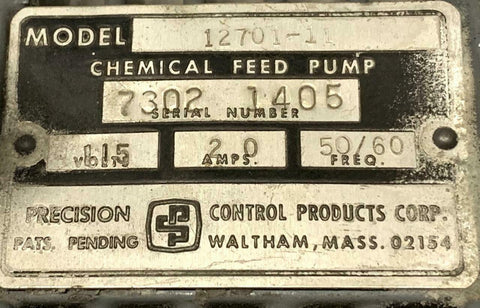 MODEL 12701-11
CHEMICAL FEED PUMP
7302 1405
SERIAL NUMBER
115 2.0 50/60
VOLTS AMPS. FREQ.
PRECISION CONTROL PRODUCTS CORP.
PATS. PENDING WALTHAM, MASS. 02154